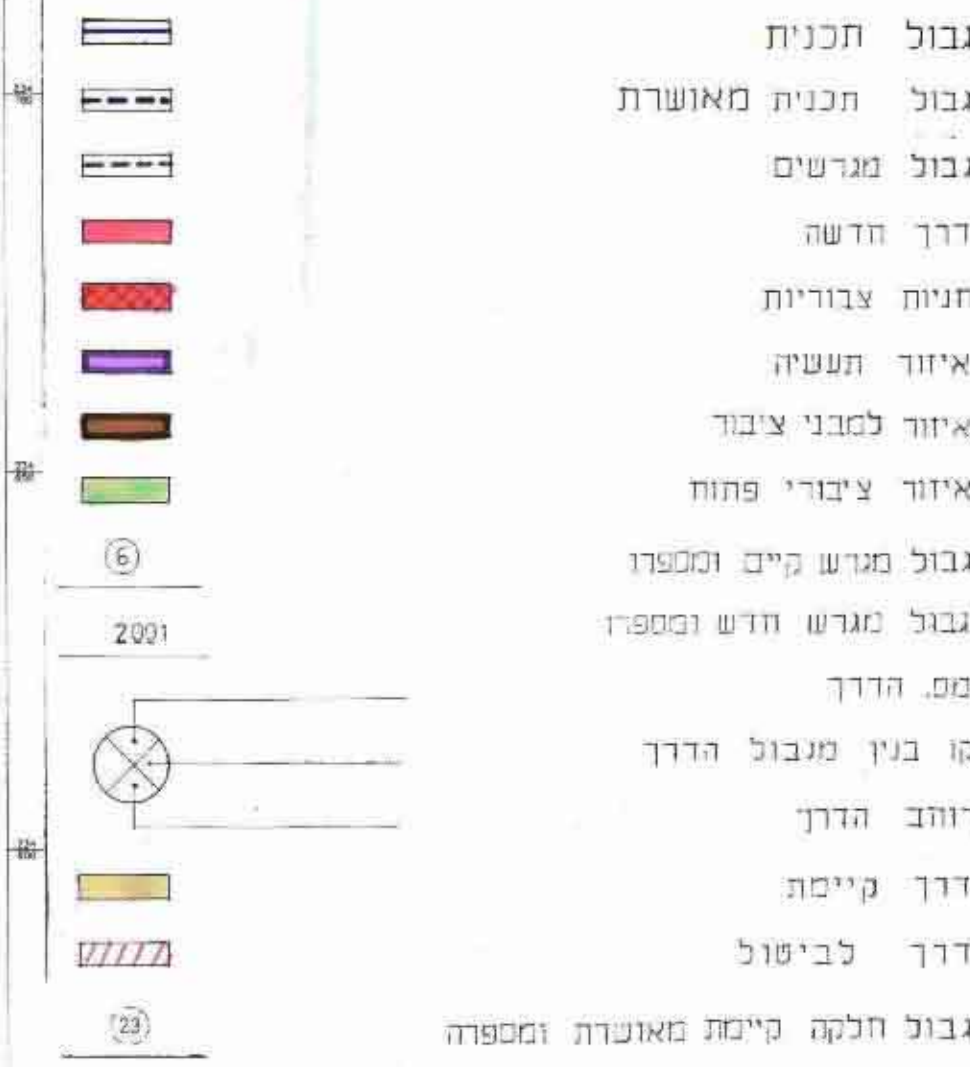 גבול תכנית
גבול תכנית מאושרת
גבול מגרשים
דרך חדשה
חניות צבוריות
איזור תעשיה
איזור למבני ציבור
איזור ציבורי פתוח
גבול מגרש קיים ומספרו
6
גבול מגרש חדש ומספרו
2001
מס. הדרך
קו בנין מגבול הדרך
רוחב הדרך
דרך קיימת
דרך לביטול
גבול חלקה קיימת מאושרת ומספרה
23